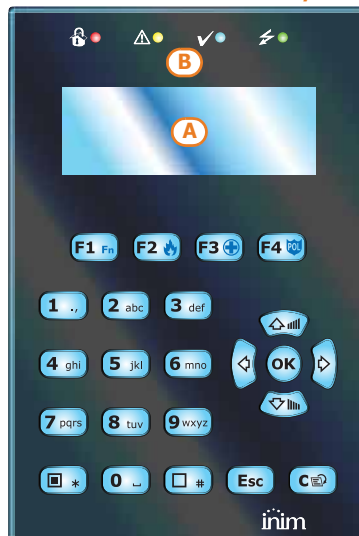 B
A
F1 Fn F2 F3 F4 POL
1 ., 2 abc 3 def
4 ghi 5 jkl 6 mno OK
7 pqrs 8 tuv 9 wxyz
* 0 # Esc C
inim